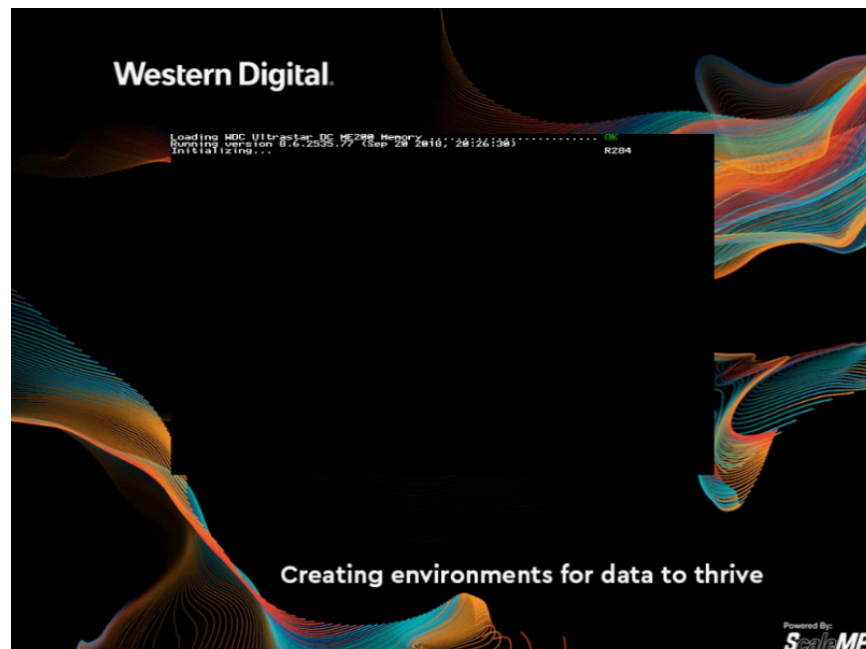 Western Digital.
Loading WDC Ultrastar DC ME200 Memory ............................ OK
Running version 8.6.2535.77 (Sep 20 2018, 20:26:30)
Initializing... R284
Creating environments for data to thrive
Powered By:
ScaleMP